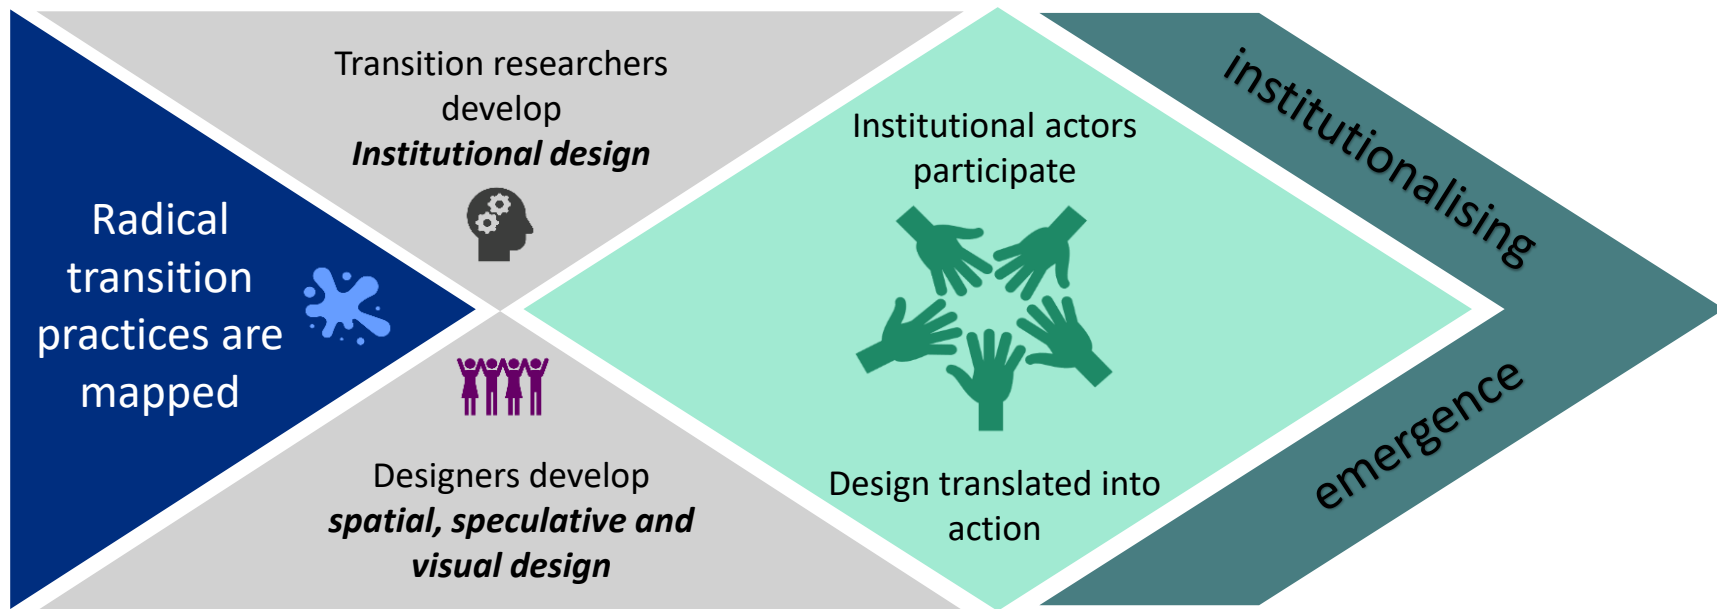 Radical
transition
practices are
mapped
Transition researchers
develop
Institutional design
Designers develop
spatial, speculative and
visual design
Institutional actors
participate
Design translated into
action
institutionalising
emergence